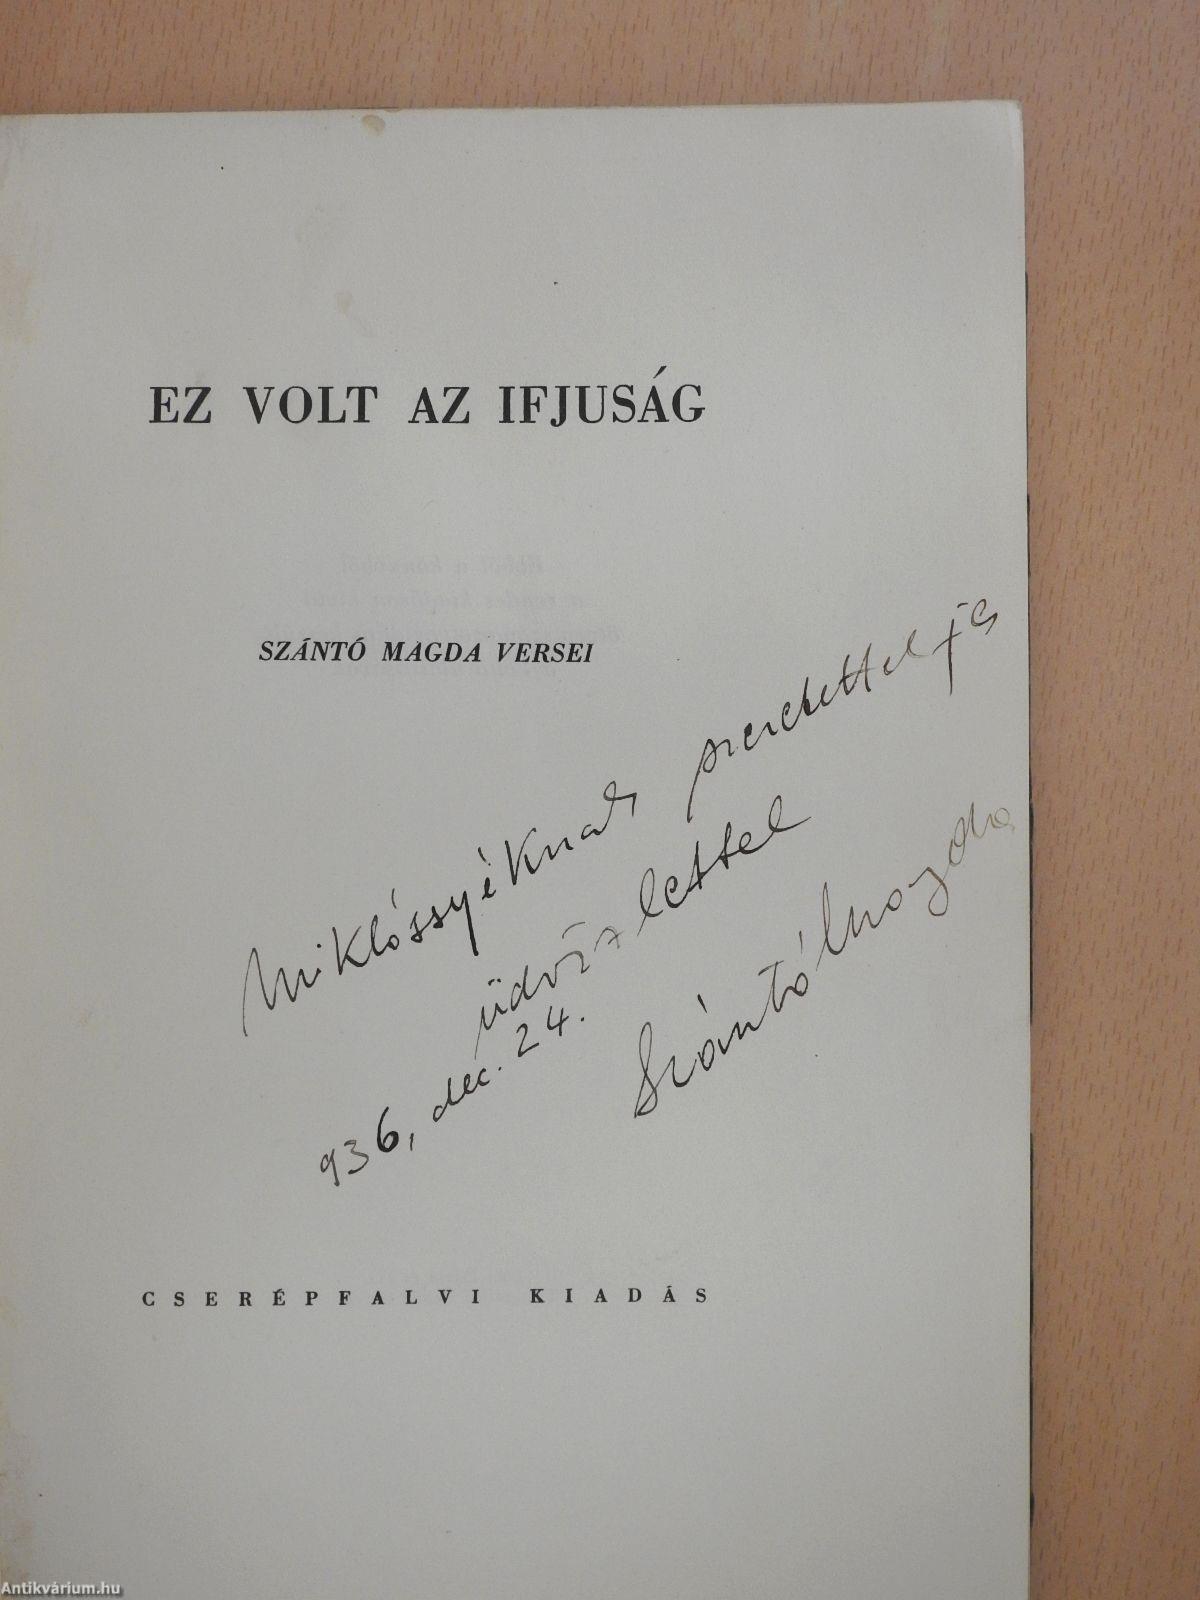 EZ VOLT AZ IFJUSÁG
SZÁNTÓ MAGDA VERSEI
Miklóssyéknak szeretettel és
üdvözlettel
936, dec. 24.
Szántó Magda
CSERÉPFALVI KIADÁS
Antikvárium.hu